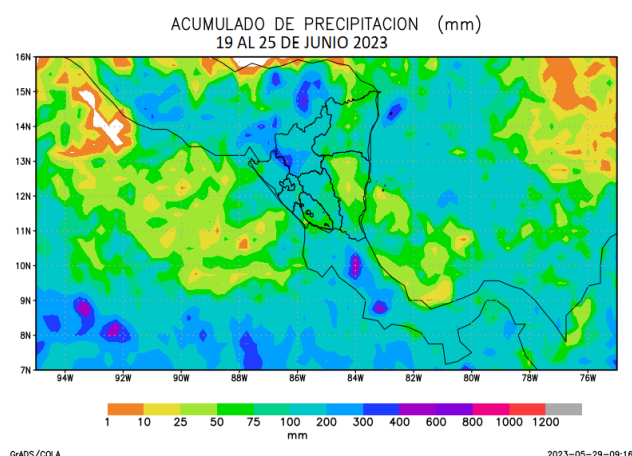 ACUMULADO DE PRECIPITACION (mm)
19 AL 25 DE JUNIO 2023
16N
15N
14N
13N
12N
11N
10N
9N
8N
7N
94W 92W 90W 88W 86W 84W 82W 80W 78W 76W
1 10 25 50 75 100 200 300 400 600 800 1000 1200
mm
GrADS/COLA 2023-05-29-09:16